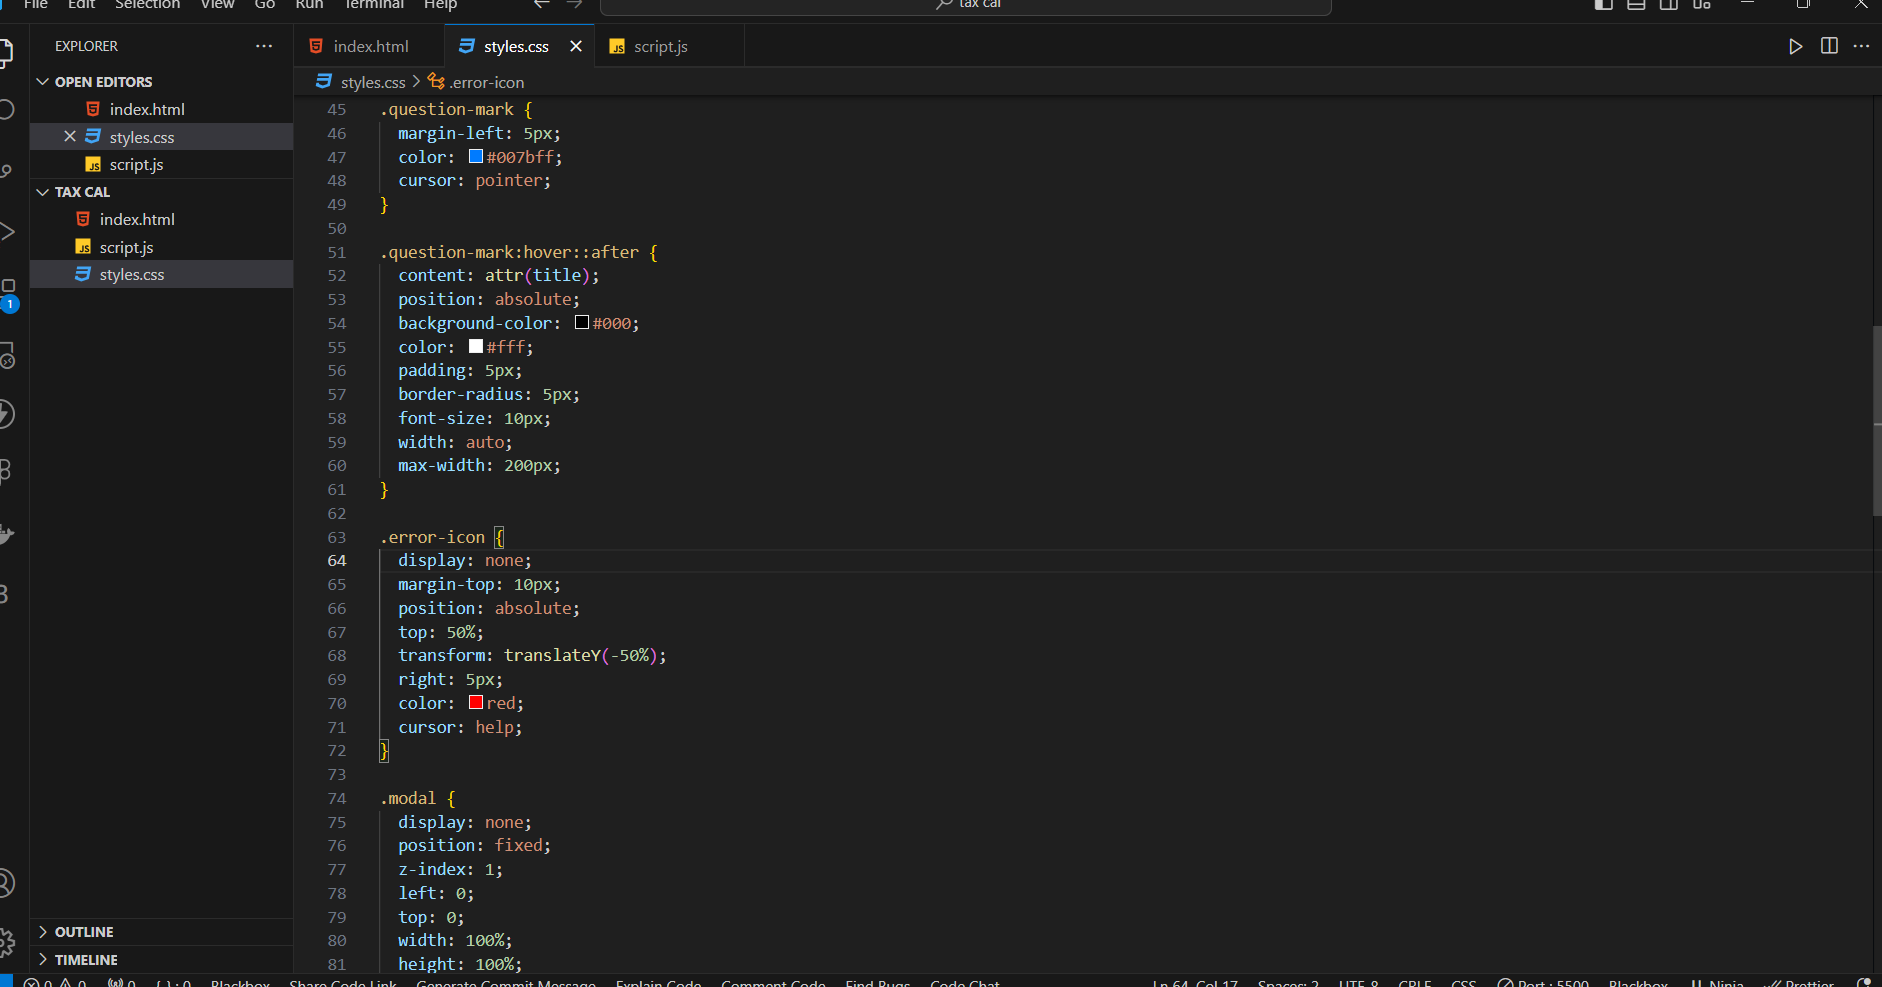 File Edit Selection View Go Run Terminal Help
tax cal
EXPLORER
index.html
styles.css
script.js
OPEN EDITORS
index.html
styles.css
script.js
TAX CAL
index.html
script.js
styles.css
1
OUTLINE
TIMELINE
styles.css > .error-icon
45 .question-mark {
46 margin-left: 5px;
47 color: #007bff;
48 cursor: pointer;
49 }
50
51 .question-mark:hover::after {
52 content: attr(title);
53 position: absolute;
54 background-color: #000;
55 color: #fff;
56 padding: 5px;
57 border-radius: 5px;
58 font-size: 10px;
59 width: auto;
60 max-width: 200px;
61 }
62
63 .error-icon {
64 display: none;
65 margin-top: 10px;
66 position: absolute;
67 top: 50%;
68 transform: translateY(-50%);
69 right: 5px;
70 color: red;
71 cursor: help;
72 }
73
74 .modal {
75 display: none;
76 position: fixed;
77 z-index: 1;
78 left: 0;
79 top: 0;
80 width: 100%;
81 height: 100%;
0 0 0 {.}: 0 Blackbox Share Code Link Generate Commit Message Explain Code Comment Code Find Bugs Code Chat Ln 64, Col 17 Spaces: 2 UTF-8 CRLF CSS Port : 5500 Blackbox Ninja Prettier